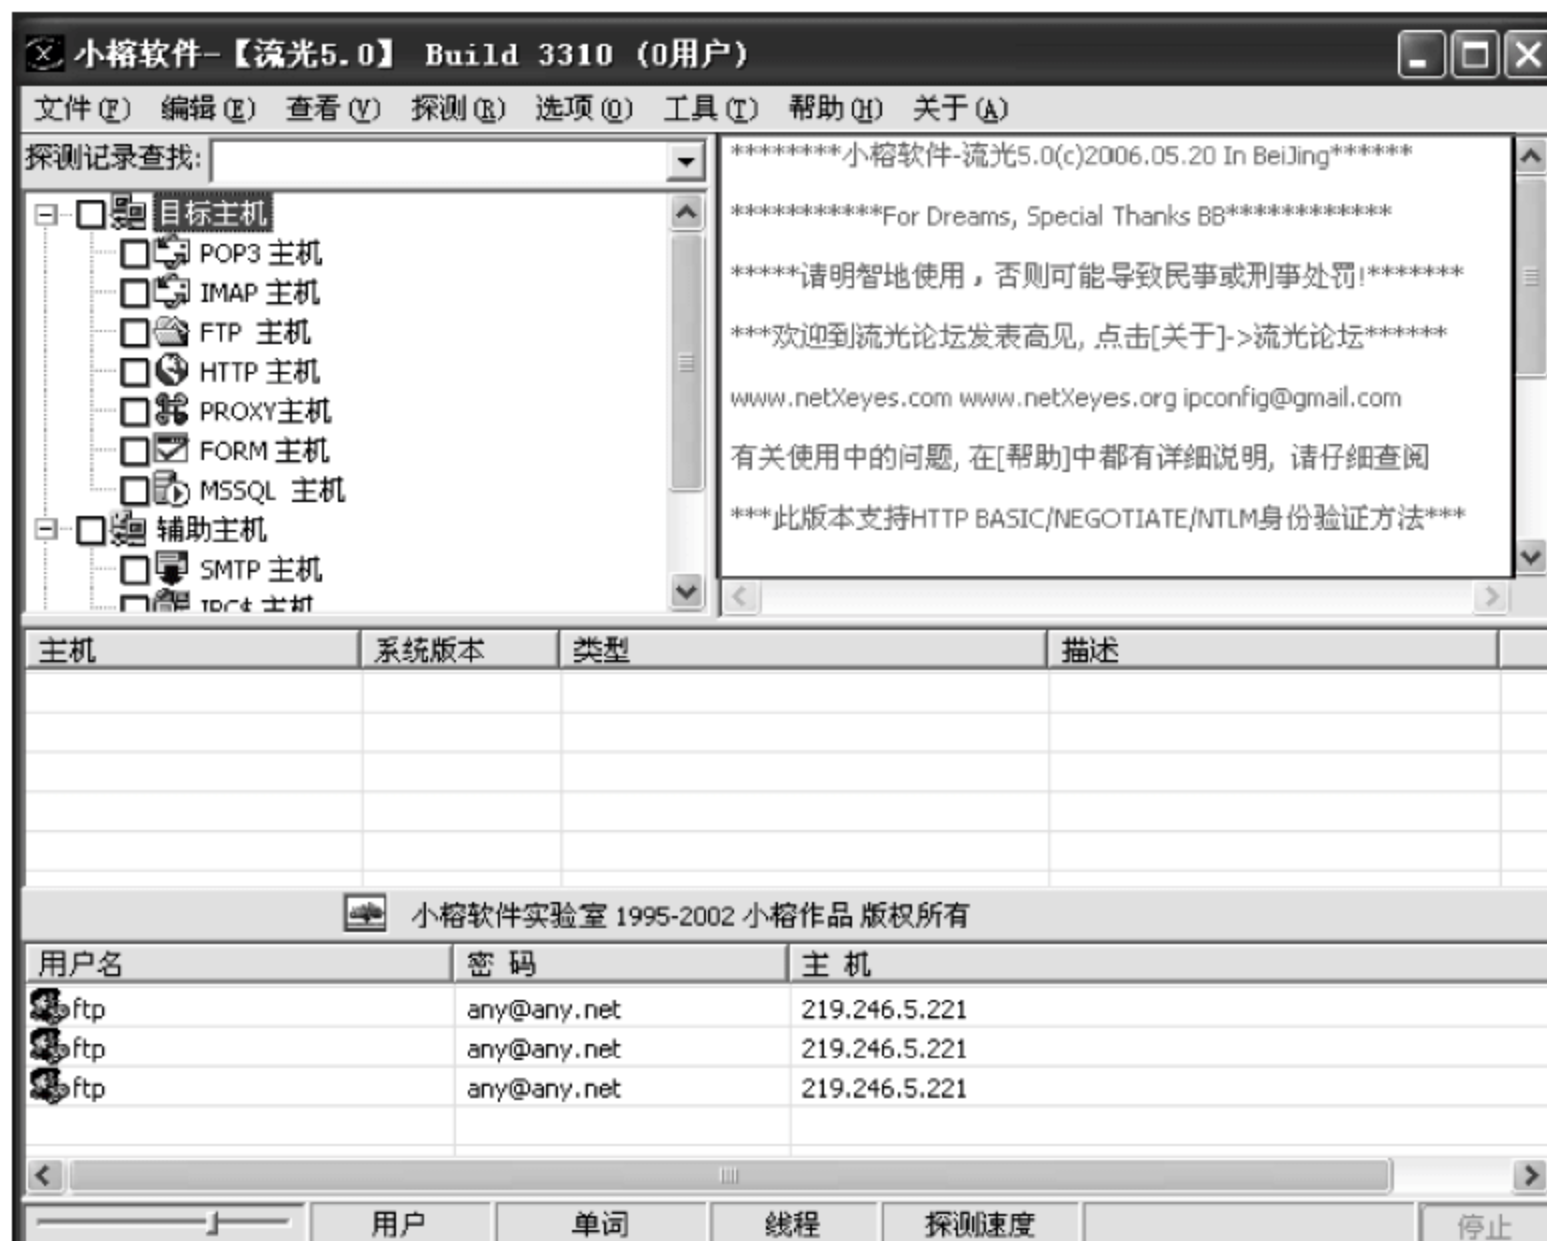 小榕软件-【流光5.0】 Build 3310 (0用户)
文件(F) 编辑(E) 查看(V) 探测(R) 选项(O) 工具(T) 帮助(H) 关于(A)
探测记录查找:
目标主机
POP3 主机
IMAP 主机
FTP 主机
HTTP 主机
PROXY主机
FORM 主机
MSSQL 主机
辅助主机
SMTP 主机
IPC$ 主机
********小榕软件-流光5.0(c)2006.05.20 In BeiJing******
***********For Dreams, Special Thanks BB************
*****请明智地使用，否则可能导致民事或刑事处罚!*******
***欢迎到流光论坛发表高见, 点击[关于]->流光论坛******
www.netXeyes.com www.netXeyes.org ipconfig@gmail.com
有关使用中的问题, 在[帮助]中都有详细说明, 请仔细查阅
***此版本支持HTTP BASIC/NEGOTIATE/NTLM身份验证方法***
主机 系统版本 类型 描述
小榕软件实验室 1995-2002 小榕作品 版权所有
用户名 密 码 主 机
ftp any@any.net 219.246.5.221
ftp any@any.net 219.246.5.221
ftp any@any.net 219.246.5.221
用户 单词 线程 探测速度 停止